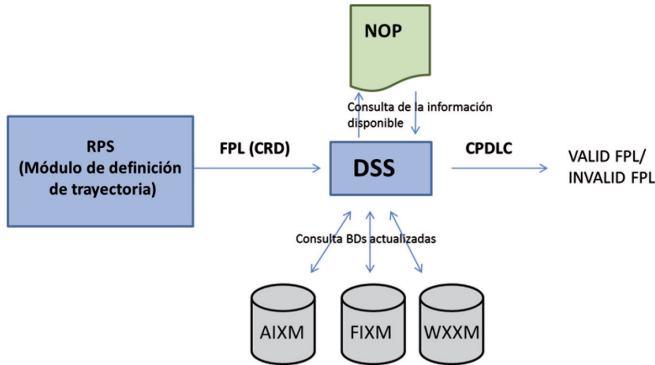 NOP
Consulta de la información
disponible
RPS
(Módulo de definición
de trayectoria)
FPL (CRD)
DSS
CPDLC
VALID FPL/
INVALID FPL
Consulta BDs actualizadas
AIXM
FIXM
WXXM